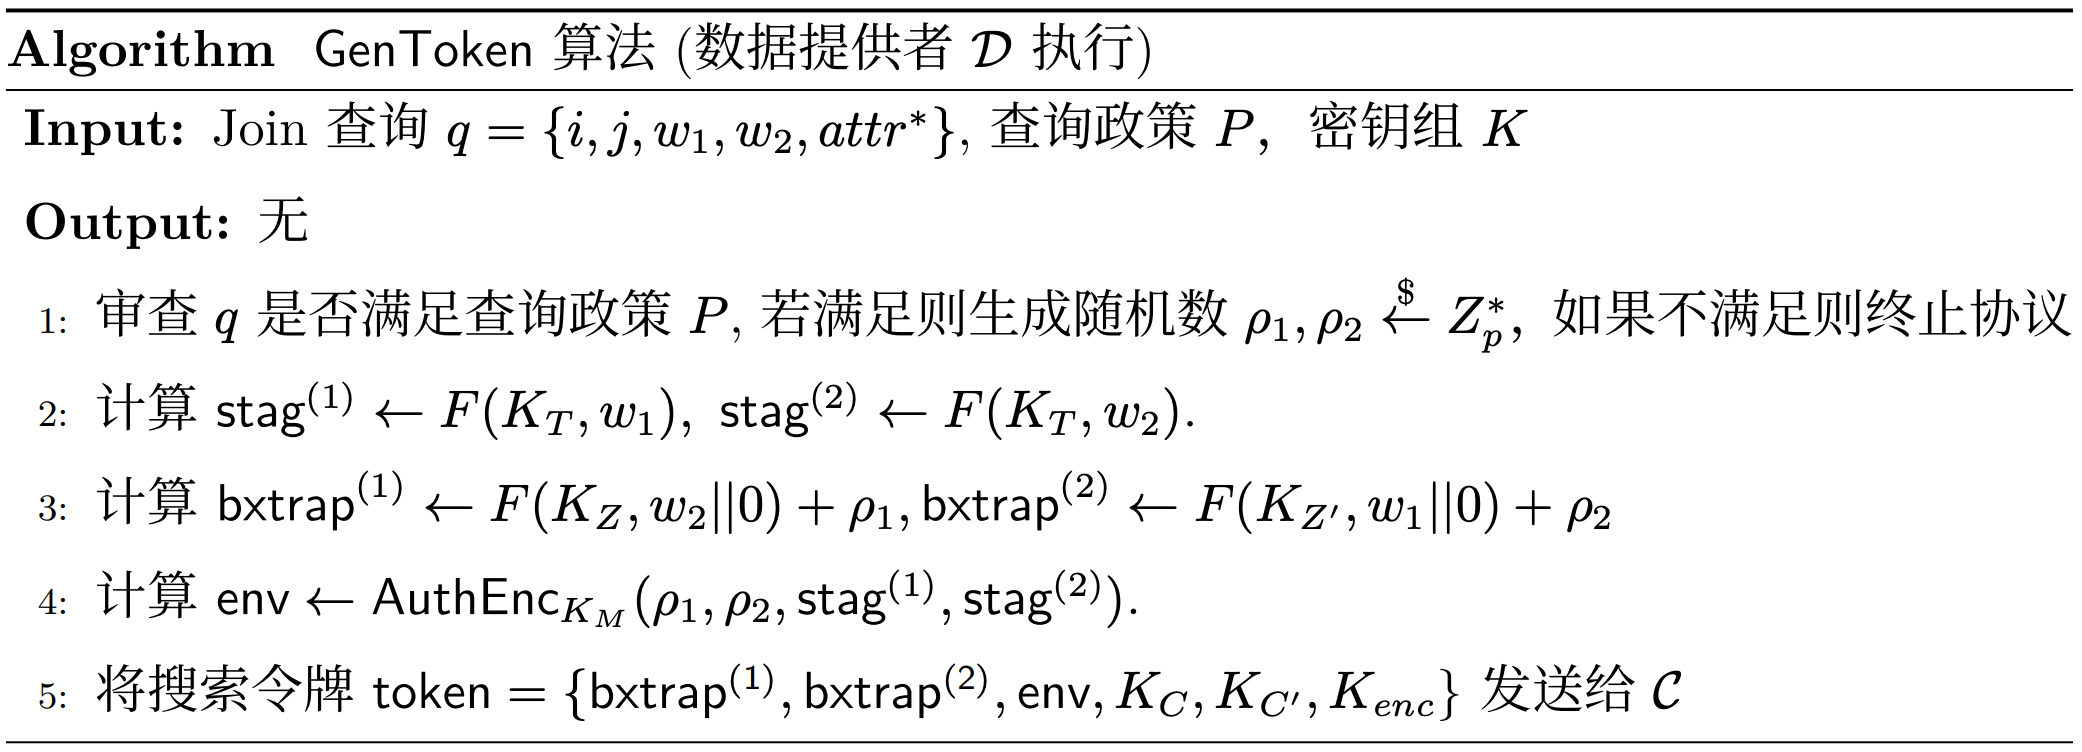 Algorithm GenToken 算法 (数据提供者 𝒟 执行)
Input: Join 查询 q = {i, j, w₁, w₂, attr*}, 查询政策 P，密钥组 K
Output: 无
1: 审查 q 是否满足查询政策 P, 若满足则生成随机数 ρ₁, ρ₂ $← Z*ₚ，如果不满足则终止协议
2: 计算 stag⁽¹⁾ ← F(K_T, w₁), stag⁽²⁾ ← F(K_T, w₂).
3: 计算 bxtrap⁽¹⁾ ← F(K_Z, w₂||0) + ρ₁, bxtrap⁽²⁾ ← F(K_Z′, w₁||0) + ρ₂
4: 计算 env ← AuthEnc_{K_M}(ρ₁, ρ₂, stag⁽¹⁾, stag⁽²⁾).
5: 将搜索令牌 token = {bxtrap⁽¹⁾, bxtrap⁽²⁾, env, K_C, K_C′, K_enc} 发送给 𝒞